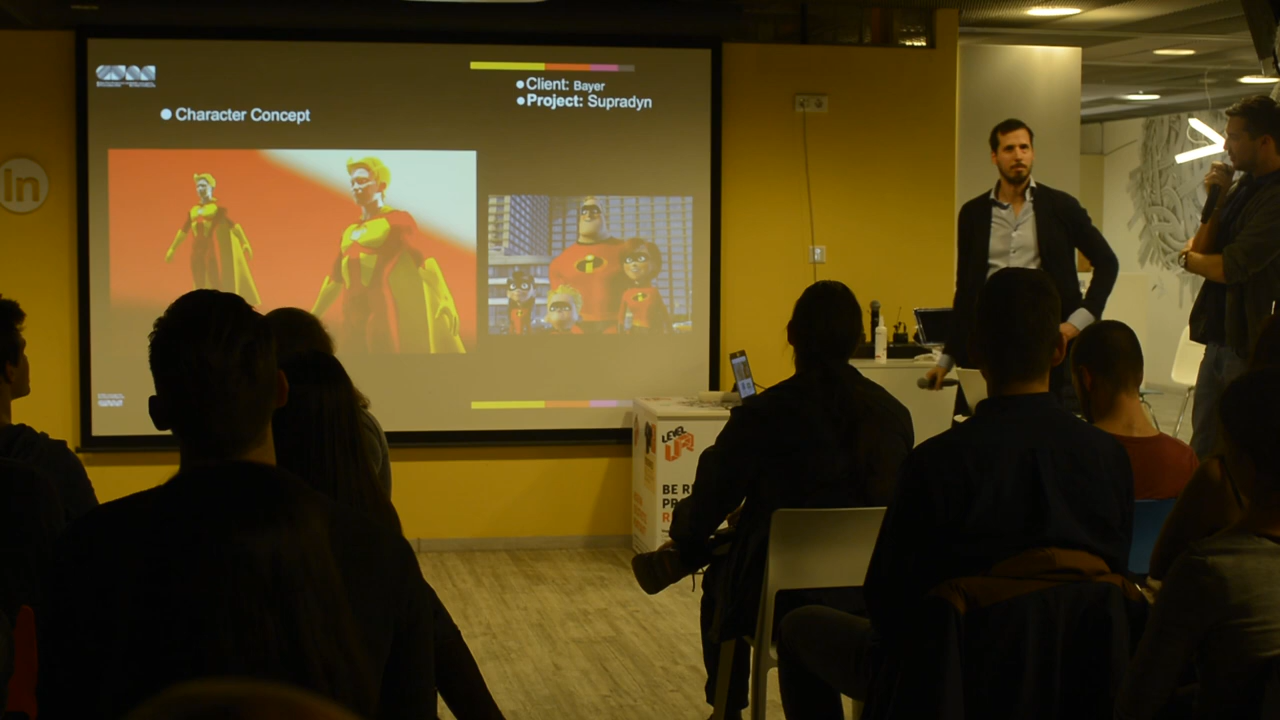 Client: Bayer
Project: Supradyn
Character Concept
In
LEVEL
UP
BE R
PR
R